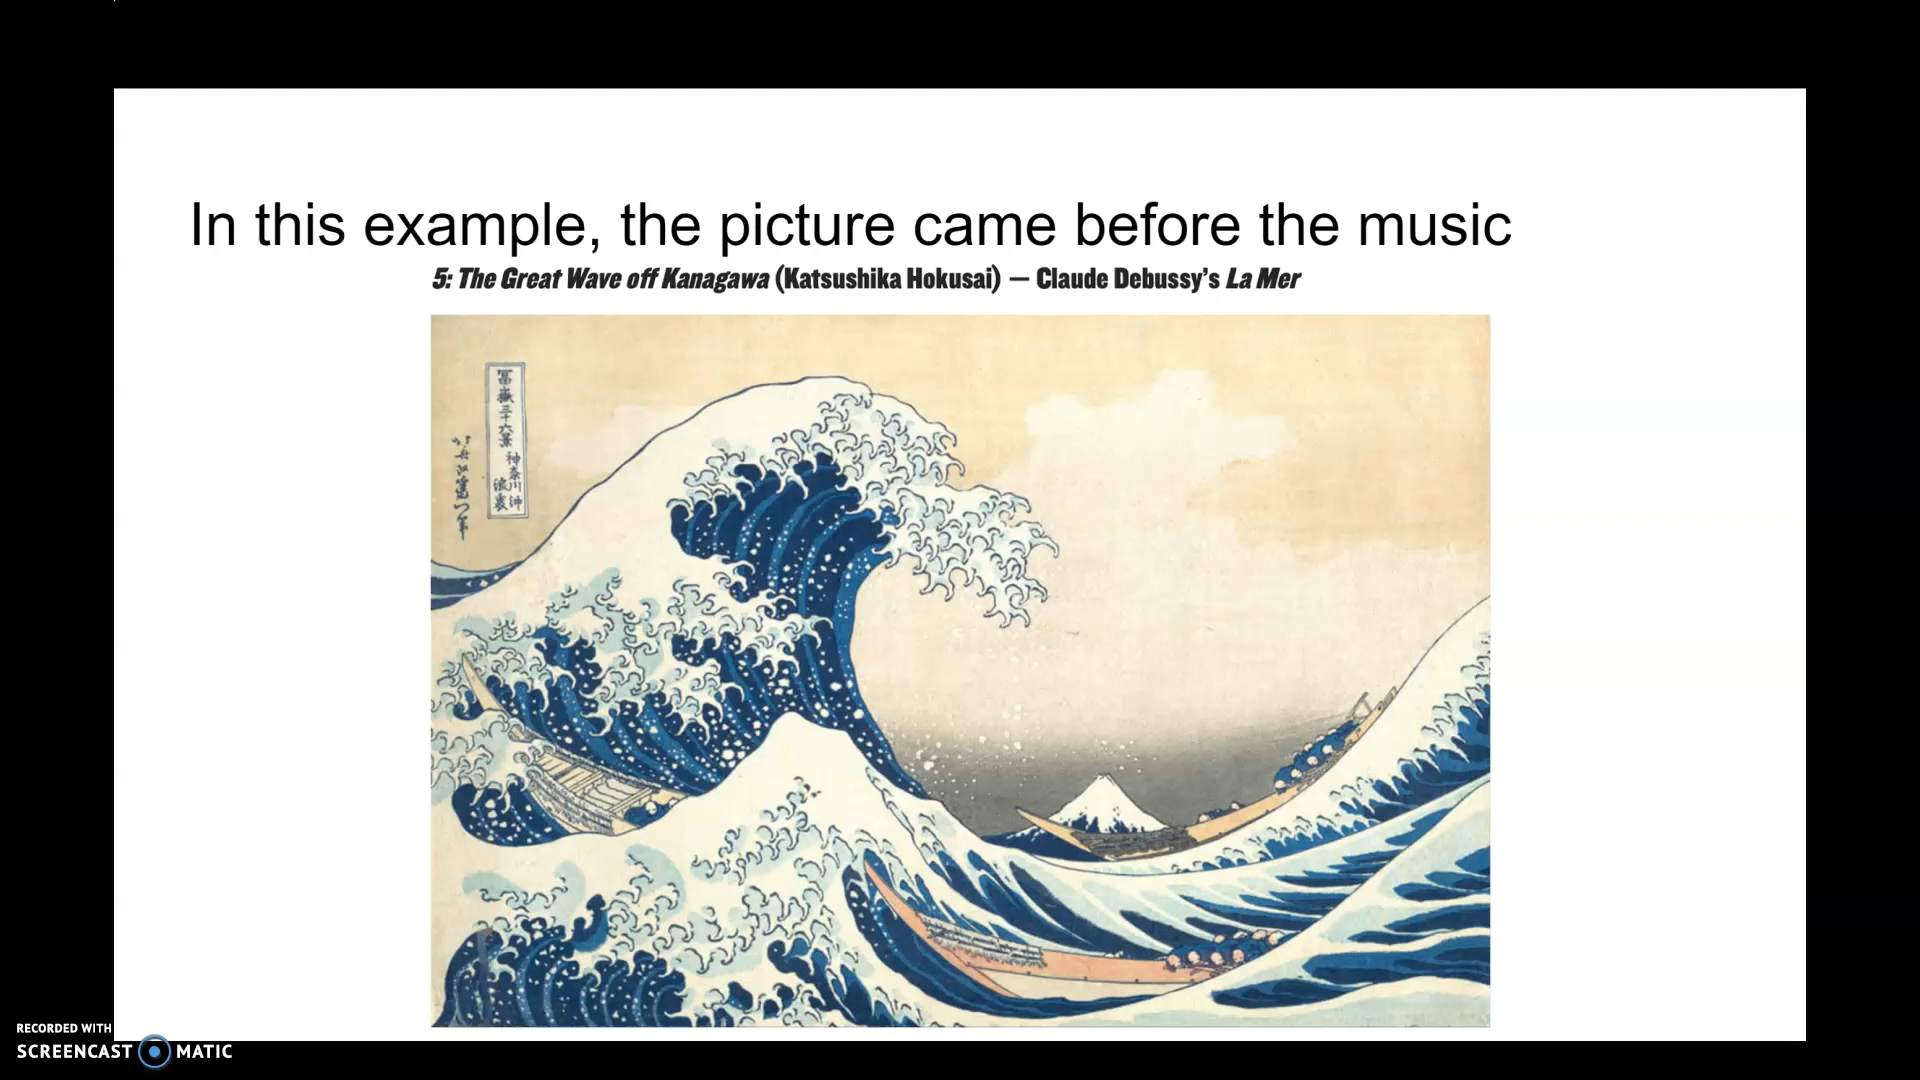 In this example, the picture came before the music
5: The Great Wave off Kanagawa (Katsushika Hokusai) — Claude Debussy's La Mer
冨嶽三十六景 神奈川沖
浪裏
RECORDED WITH
SCREENCAST MATIC